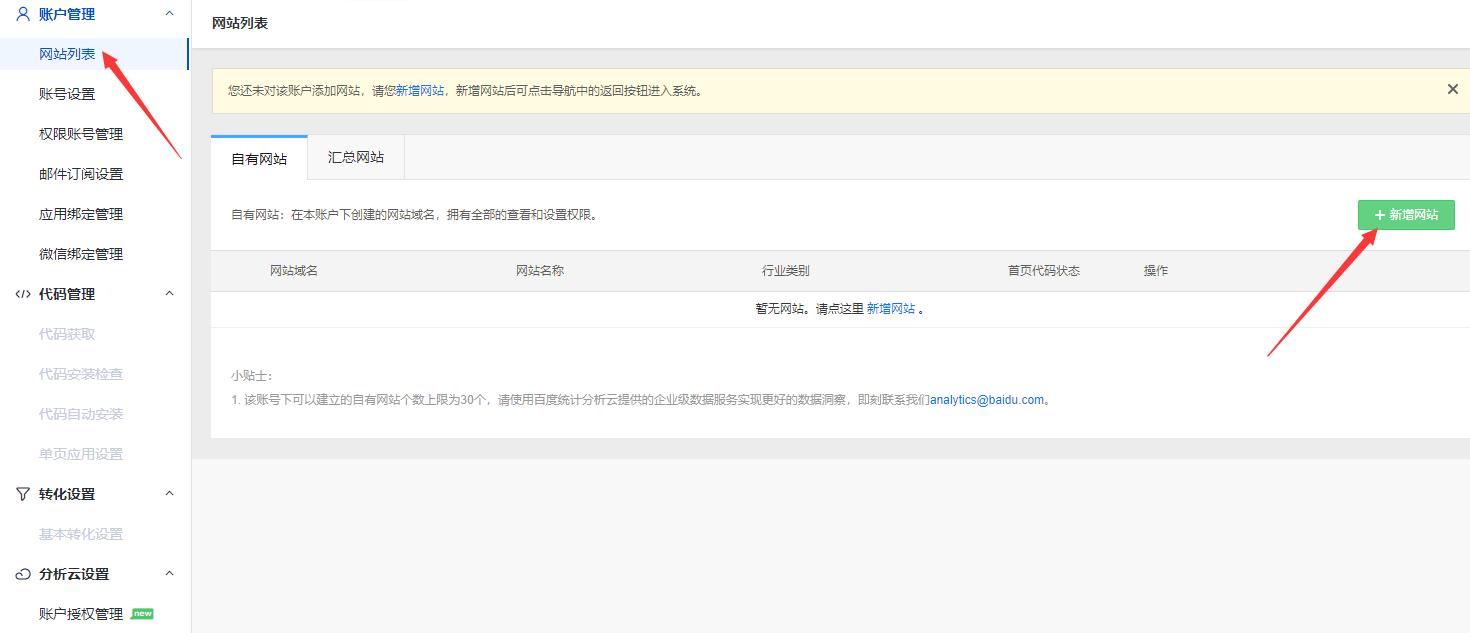 账户管理
网站列表
账号设置
权限账号管理
邮件订阅设置
应用绑定管理
微信绑定管理
代码管理
代码获取
代码安装检查
代码自动安装
单页应用设置
转化设置
基本转化设置
分析云设置
账户授权管理 new
网站列表
您还未对该账户添加网站，请您新增网站，新增网站后可点击导航中的返回按钮进入系统。
自有网站 汇总网站
自有网站：在本账户下创建的网站域名，拥有全部的查看和设置权限。
+ 新增网站
网站域名 网站名称 行业类别 首页代码状态 操作
暂无网站。请点这里 新增网站 。
小贴士：
1. 该账号下可以建立的自有网站个数上限为30个，请使用百度统计分析云提供的企业级数据服务实现更好的数据洞察，即刻联系我们analytics@baidu.com。